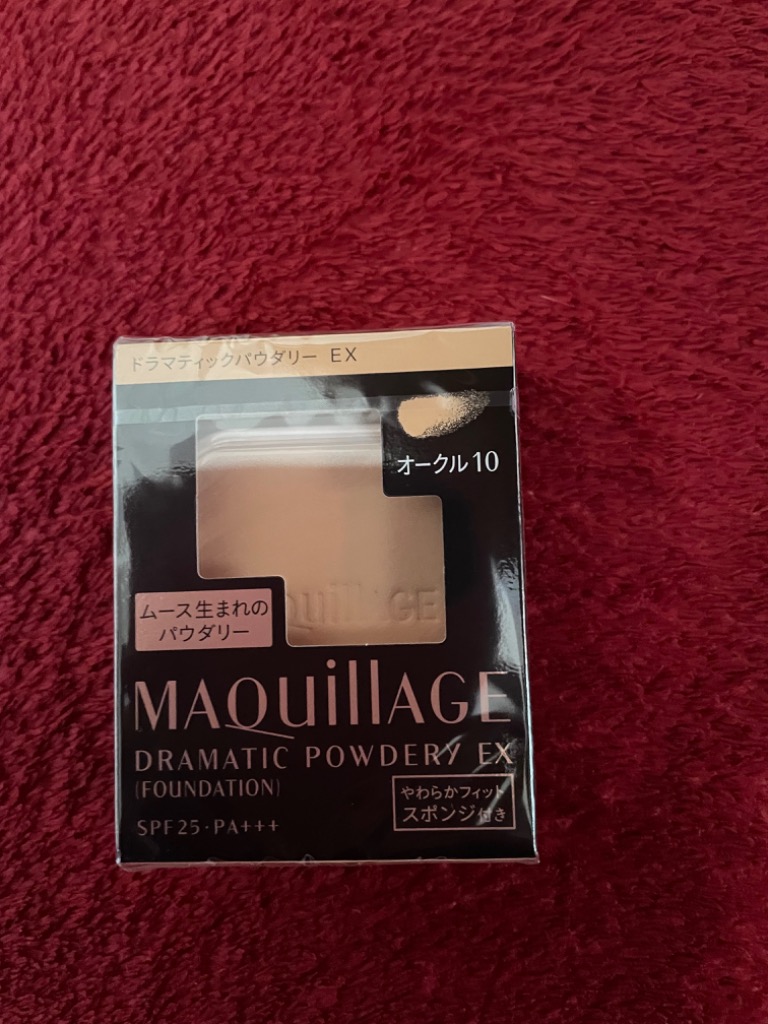 ドラマティックパウダリー EX
オークル10
ムース生まれの
パウダリー
MAQuillAGE
DRAMATIC POWDERY EX
(FOUNDATION)
やわらかフィット
スポンジ付き
SPF25・PA+++